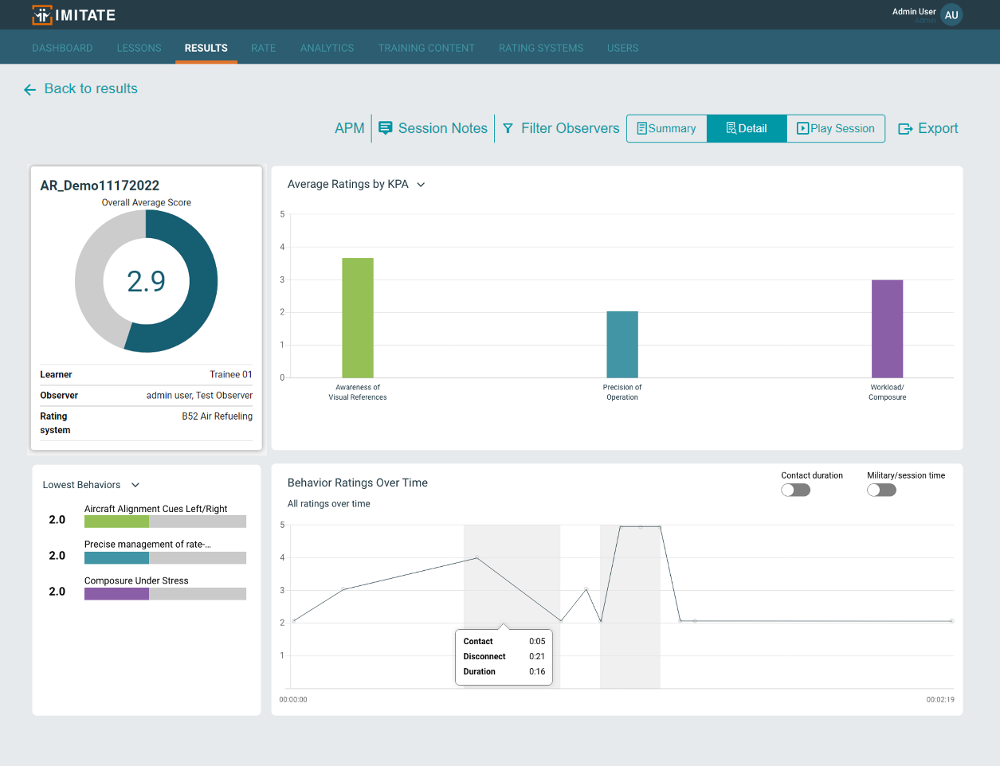 IMITATE
Admin User
Admin
AU
DASHBOARD
LESSONS
RESULTS
RATE
ANALYTICS
TRAINING CONTENT
RATING SYSTEMS
USERS
Back to results
APM
Session Notes
Filter Observers
Summary
Detail
Play Session
Export
AR_Demo11172022
Overall Average Score
2.9
Learner
Trainee 01
Observer
admin user, Test Observer
Rating
system
B52 Air Refueling
Average Ratings by KPA
5
4
3
2
1
0
Awareness of
Visual References
Precision of
Operation
Workload/
Composure
Lowest Behaviors
2.0
Aircraft Alignment Cues Left/Right
2.0
Precise management of rate-...
2.0
Composure Under Stress
Behavior Ratings Over Time
All ratings over time
Contact duration
Military/session time
5
4
3
2
1
Contact 0:05
Disconnect 0:21
Duration 0:16
00:00:00
00:02:19